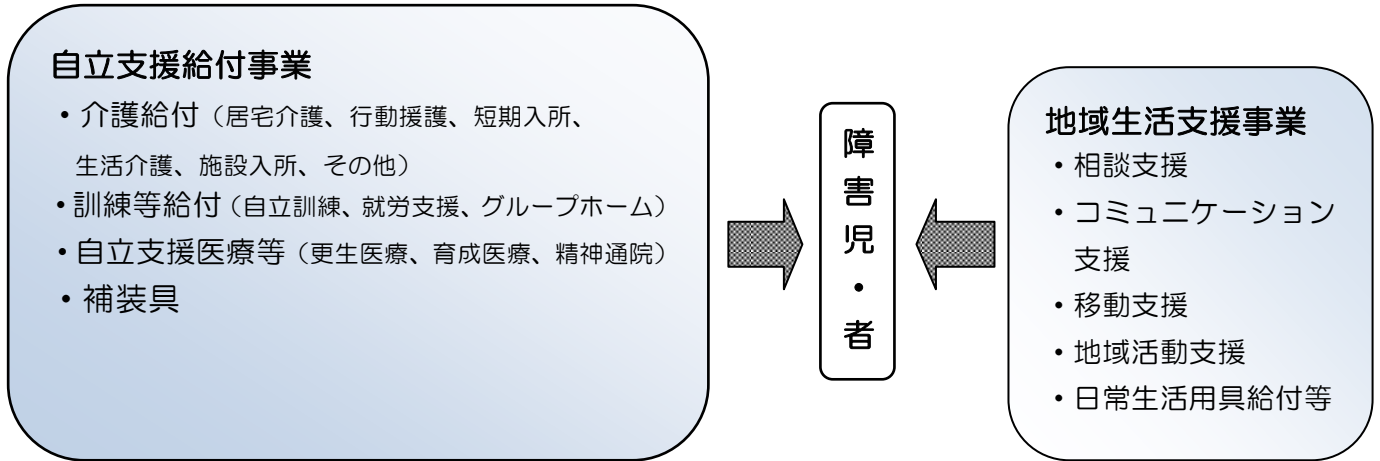 自立支援給付事業
・介護給付（居宅介護、行動援護、短期入所、
生活介護、施設入所、その他）
・訓練等給付（自立訓練、就労支援、グループホーム）
・自立支援医療等（更生医療、育成医療、精神通院）
・補装具
障害児・者
地域生活支援事業
・相談支援
・コミュニケーション
支援
・移動支援
・地域活動支援
・日常生活用具給付等